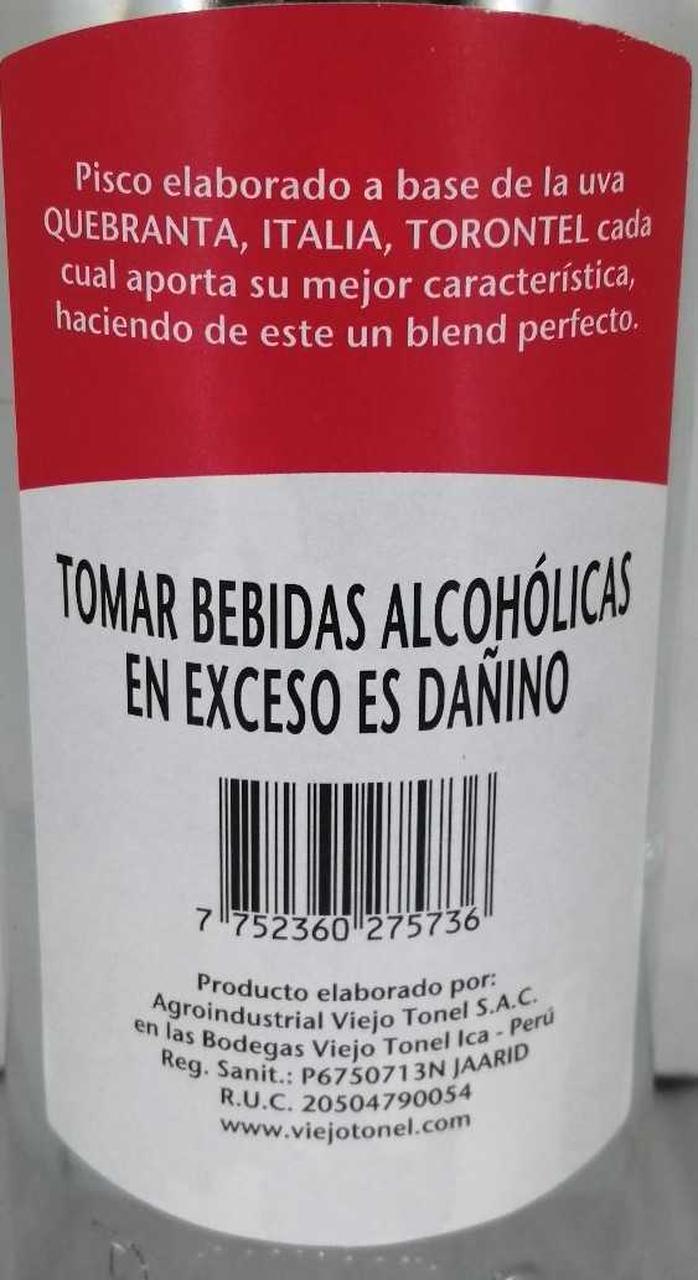 Pisco elaborado a base de la uva
QUEBRANTA, ITALIA, TORONTEL cada
cual aporta su mejor característica,
haciendo de este un blend perfecto.
TOMAR BEBIDAS ALCOHÓLICAS
EN EXCESO ES DAÑINO
7 752360 275736
Producto elaborado por:
Agroindustrial Viejo Tonel S.A.C.
en las Bodegas Viejo Tonel Ica - Perú
Reg. Sanit.: P6750713N JAARID
R.U.C. 20504790054
www.viejotonel.com